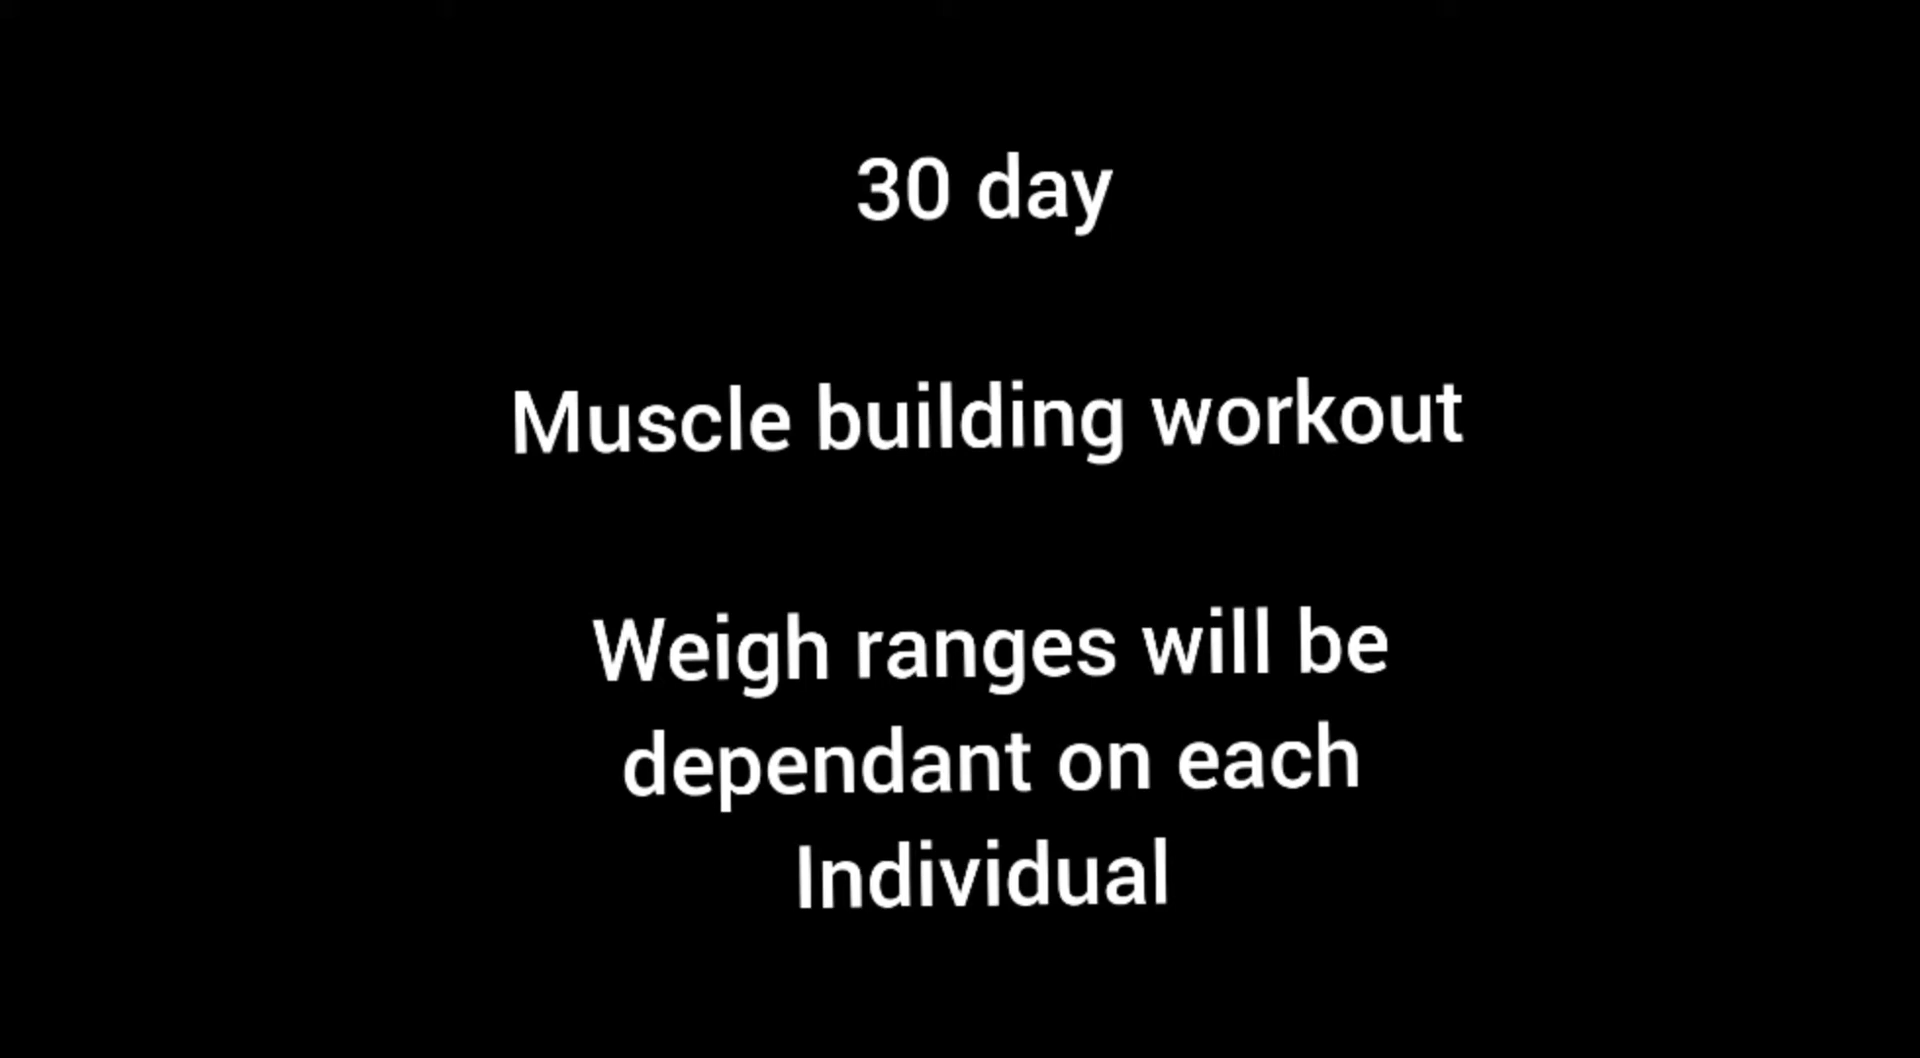 30 day
Muscle building workout
Weigh ranges will be
dependant on each
Individual